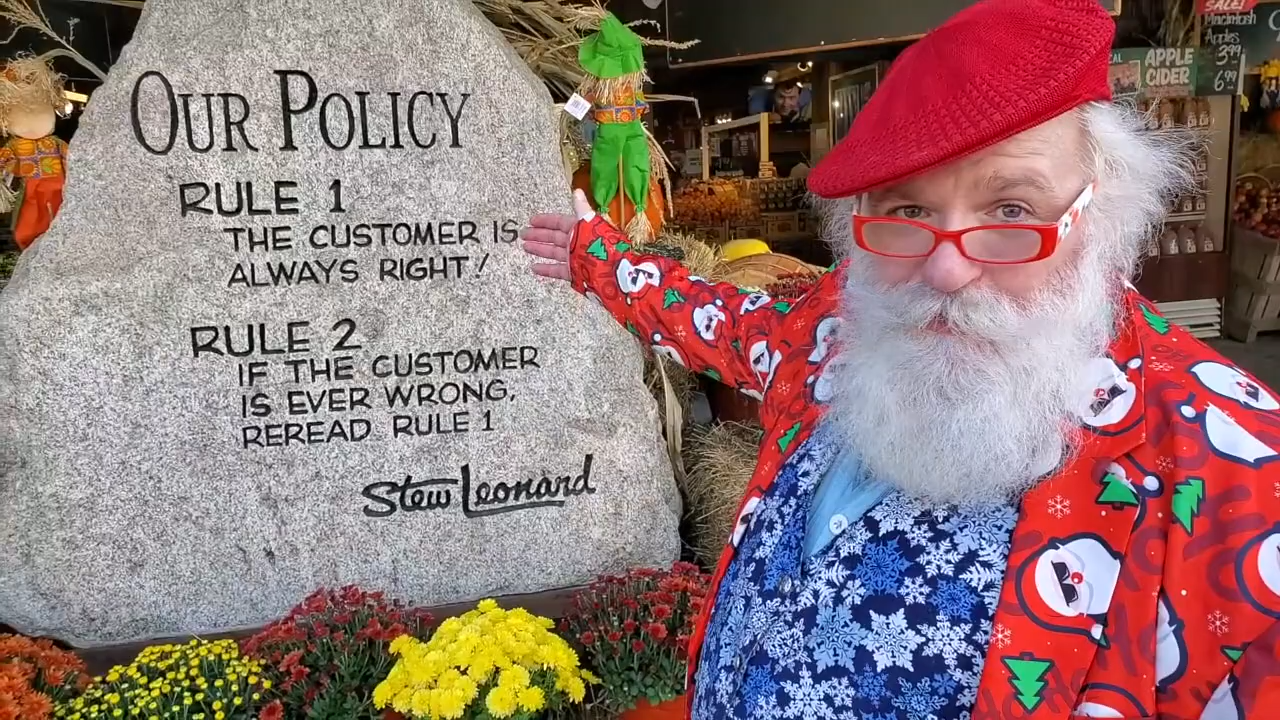 OUR POLICY
RULE 1
THE CUSTOMER IS
ALWAYS RIGHT!
RULE 2
IF THE CUSTOMER
IS EVER WRONG,
REREAD RULE 1
Stew Leonard
SALE!
Macintosh
Apples
3.99
APPLE
CIDER
6.99